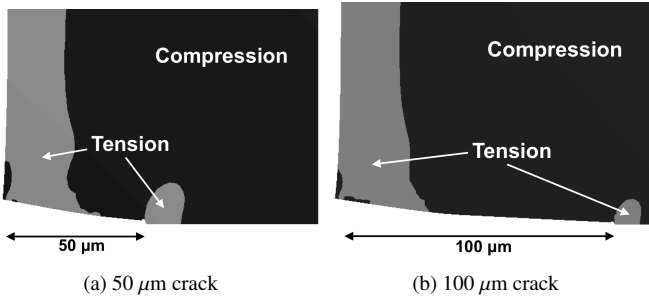 Compression
Tension
50 µm
(a) 50 µm crack
Compression
Tension
100 µm
(b) 100 µm crack